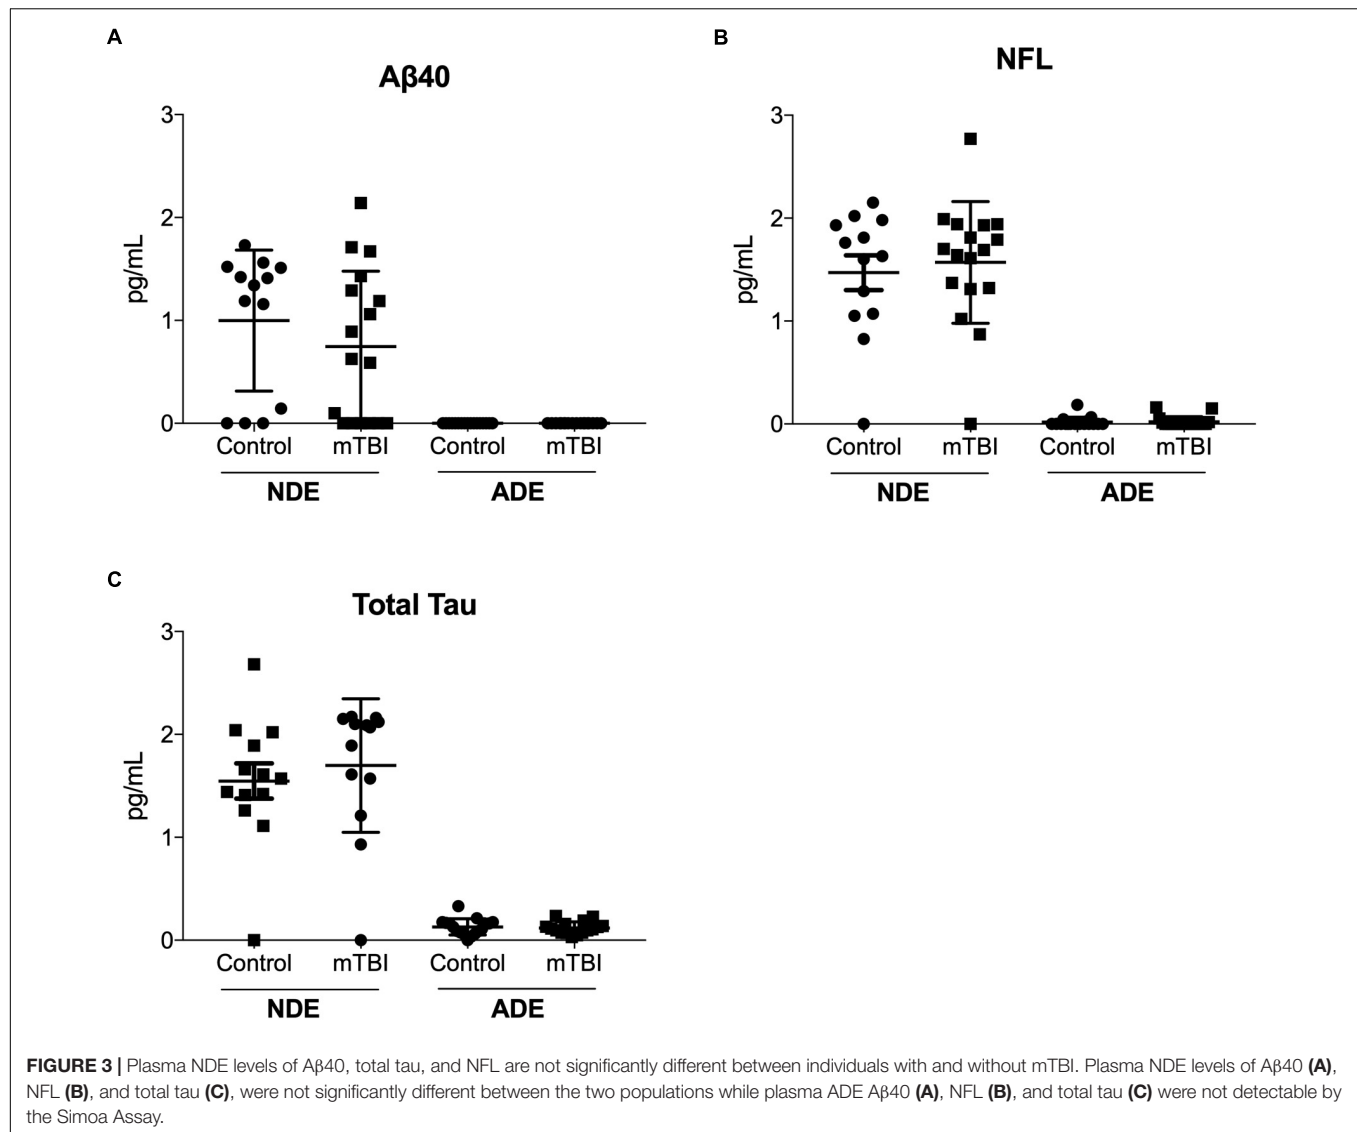 A
Aβ40
3
2
1
0
pg/mL
Control mTBI Control mTBI
NDE ADE
B
NFL
3
2
1
0
pg/mL
Control mTBI Control mTBI
NDE ADE
C
Total Tau
3
2
1
0
pg/mL
Control mTBI Control mTBI
NDE ADE
FIGURE 3 | Plasma NDE levels of Aβ40, total tau, and NFL are not significantly different between individuals with and without mTBI. Plasma NDE levels of Aβ40 (A),
NFL (B), and total tau (C), were not significantly different between the two populations while plasma ADE Aβ40 (A), NFL (B), and total tau (C) were not detectable by
the Simoa Assay.